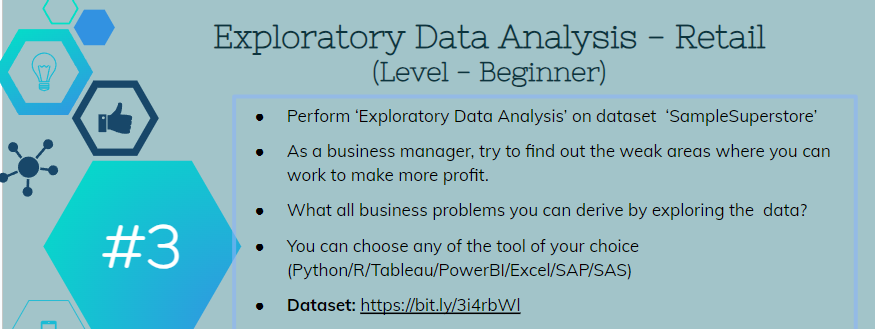 Exploratory Data Analysis - Retail
(Level - Beginner)
● Perform ‘Exploratory Data Analysis’ on dataset ‘SampleSuperstore’
● As a business manager, try to find out the weak areas where you can
work to make more profit.
● What all business problems you can derive by exploring the data?
● You can choose any of the tool of your choice
(Python/R/Tableau/PowerBI/Excel/SAP/SAS)
● Dataset: https://bit.ly/3i4rbWl
#3